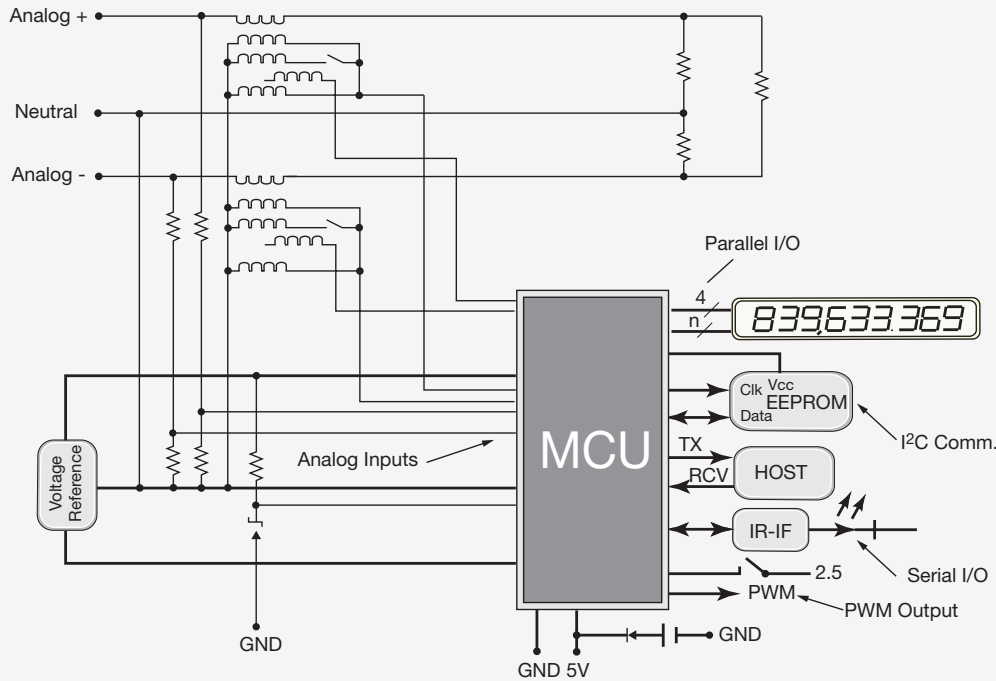 Analog +
Neutral
Analog -
Parallel I/O
4
n
839,633.369
Clk
Vcc
EEPROM
Data
I²C Comm.
MCU
Analog Inputs
TX
RCV
HOST
Voltage
Reference
IR-IF
Serial I/O
2.5
PWM
PWM Output
GND
GND
GND 5V